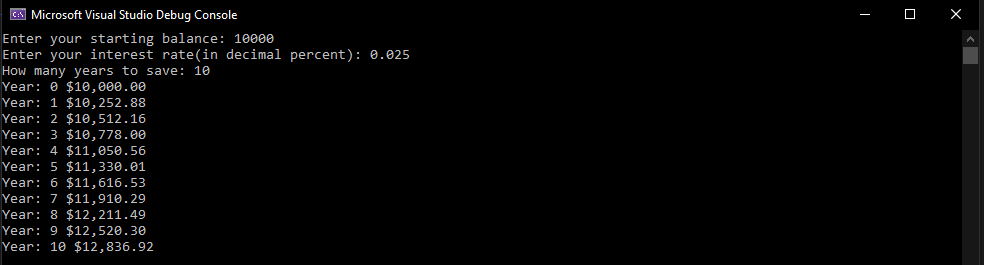 Microsoft Visual Studio Debug Console
Enter your starting balance: 10000
Enter your interest rate(in decimal percent): 0.025
How many years to save: 10
Year: 0 $10,000.00
Year: 1 $10,252.88
Year: 2 $10,512.16
Year: 3 $10,778.00
Year: 4 $11,050.56
Year: 5 $11,330.01
Year: 6 $11,616.53
Year: 7 $11,910.29
Year: 8 $12,211.49
Year: 9 $12,520.30
Year: 10 $12,836.92